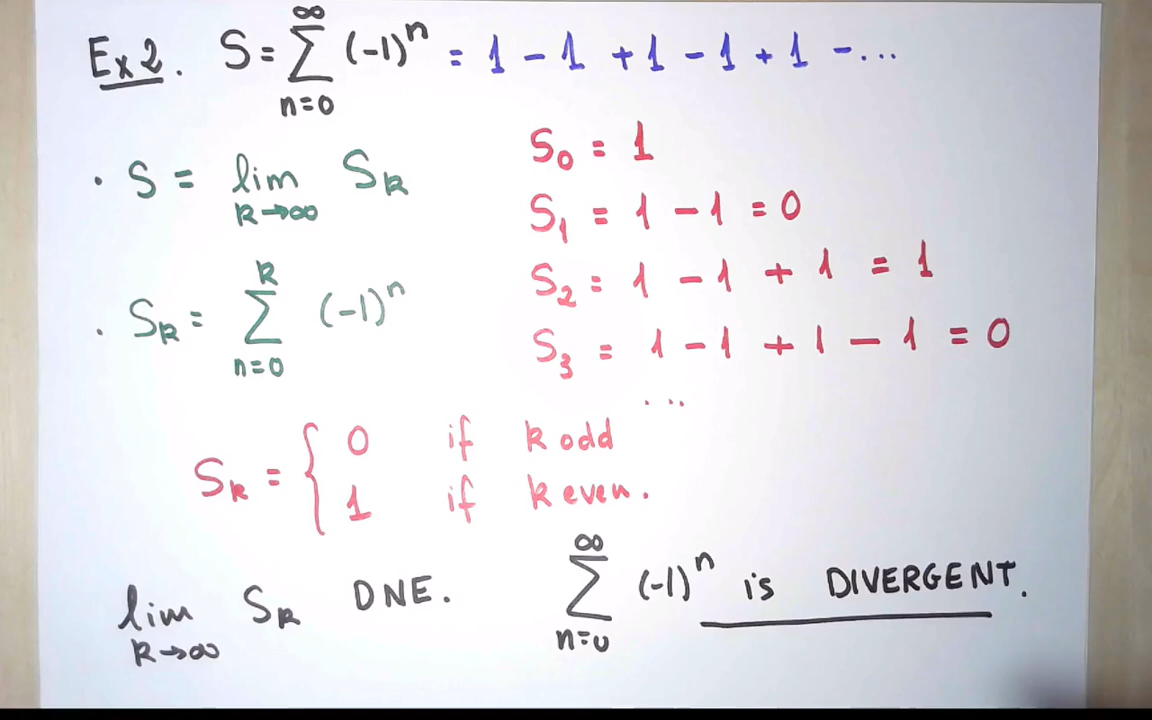 Ex 2. S = ∑_{n=0}^{∞} (-1)^n = 1 - 1 + 1 - 1 + 1 - ...
• S = lim_{k→∞} S_k
• S_k = ∑_{n=0}^{k} (-1)^n
S_0 = 1
S_1 = 1 - 1 = 0
S_2 = 1 - 1 + 1 = 1
S_3 = 1 - 1 + 1 - 1 = 0
...
S_k = { 0 if k odd
1 if k even.
lim_{k→∞} S_k DNE. ∑_{n=0}^{∞} (-1)^n is DIVERGENT.